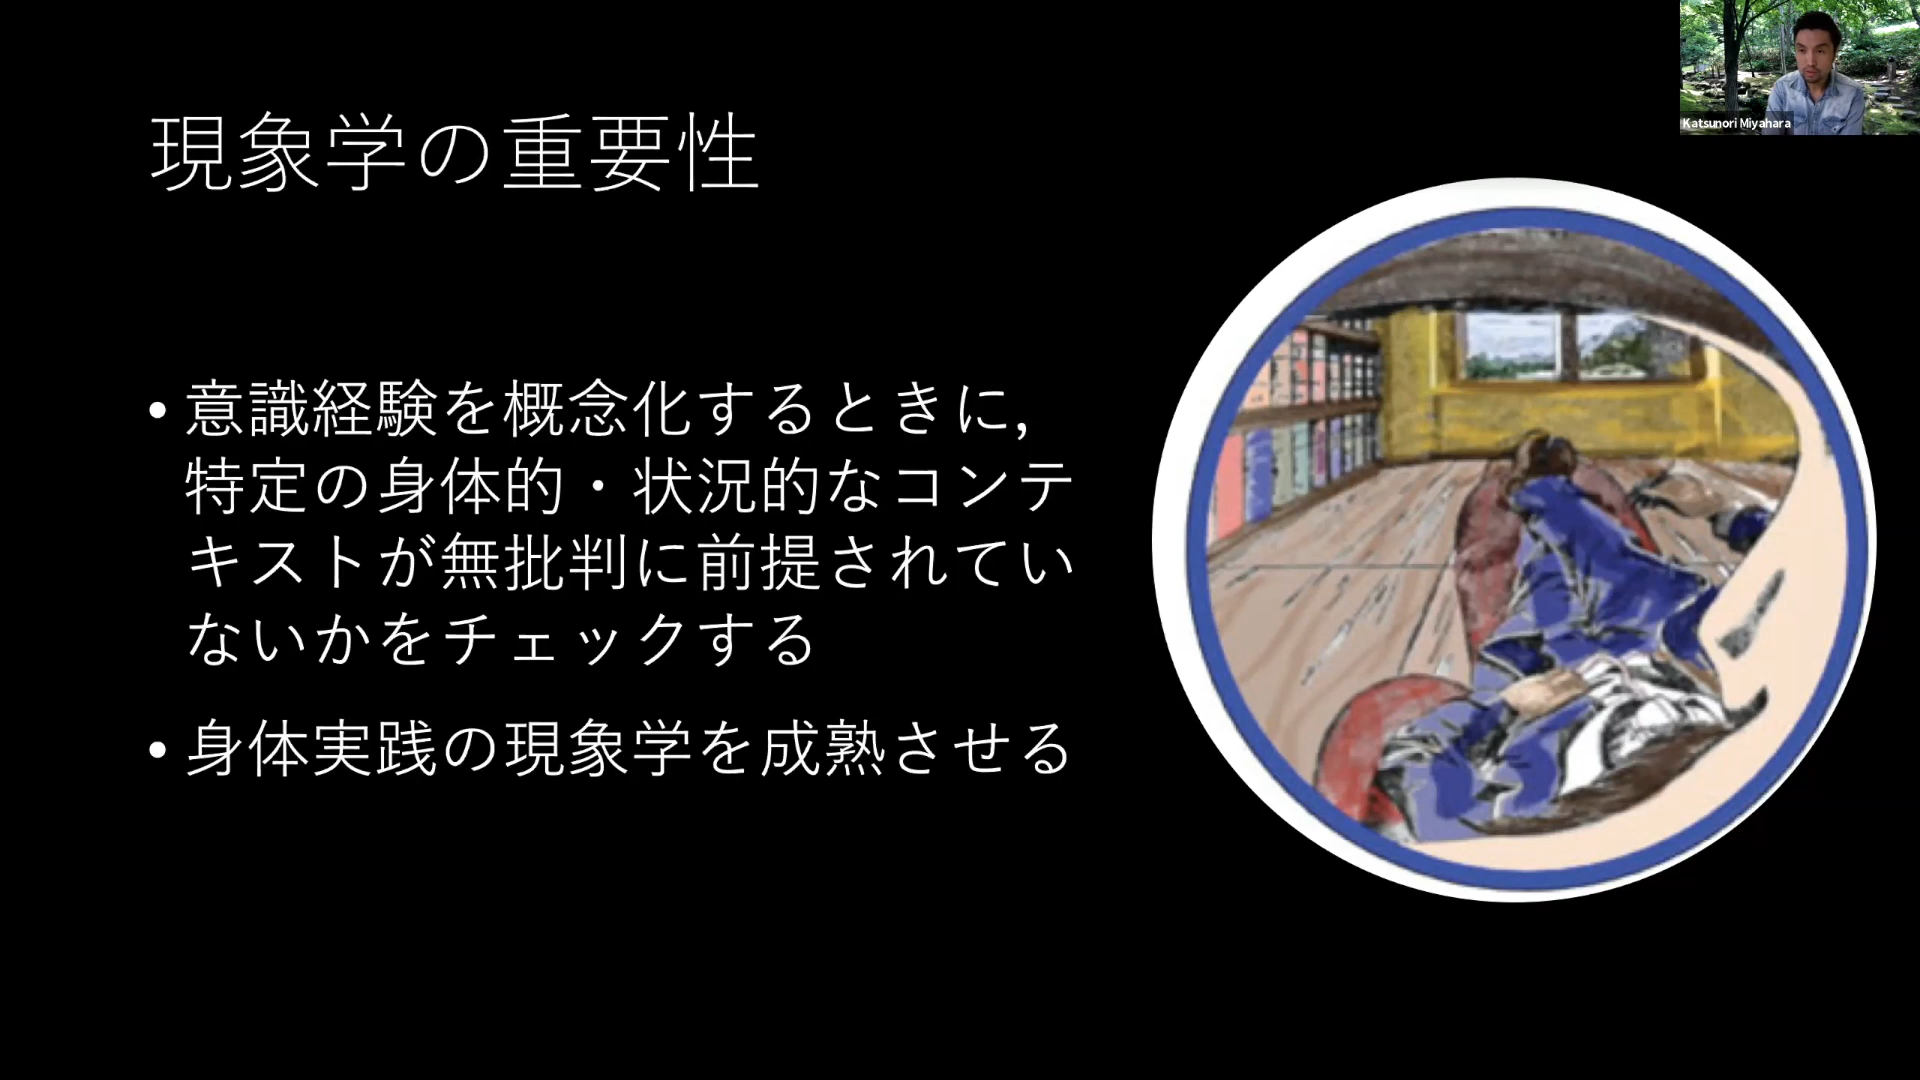 現象学の重要性
Katsunori Miyahara
• 意識経験を概念化するときに,
特定の身体的・状況的なコンテ
キストが無批判に前提されてい
ないかをチェックする
• 身体実践の現象学を成熟させる